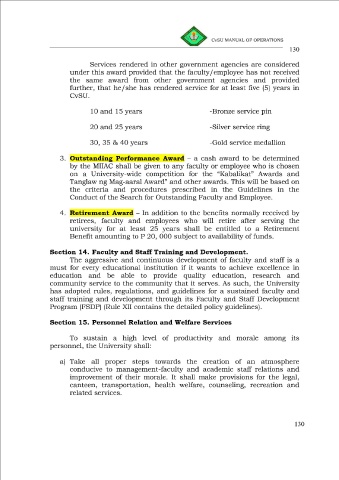 CvSU MANUAL OF OPERATIONS
130
Services rendered in other government agencies are considered
under this award provided that the faculty/employee has not received
the same award from other government agencies and provided
further, that he/she has rendered service for at least five (5) years in
CvSU.
10 and 15 years -Bronze service pin
20 and 25 years -Silver service ring
30, 35 & 40 years -Gold service medallion
3. Outstanding Performance Award – a cash award to be determined
by the MIIAC shall be given to any faculty or employee who is chosen
on a University-wide competition for the “Kabalikat” Awards and
Tanglaw ng Mag-aaral Award” and other awards. This will be based on
the criteria and procedures prescribed in the Guidelines in the
Conduct of the Search for Outstanding Faculty and Employee.
4. Retirement Award – In addition to the benefits normally received by
retirees, faculty and employees who will retire after serving the
university for at least 25 years shall be entitled to a Retirement
Benefit amounting to P 20, 000 subject to availability of funds.
Section 14. Faculty and Staff Training and Development.
The aggressive and continuous development of faculty and staff is a
must for every educational institution if it wants to achieve excellence in
education and be able to provide quality education, research and
community service to the community that it serves. As such, the University
has adopted rules, regulations, and guidelines for a sustained faculty and
staff training and development through its Faculty and Staff Development
Program (FSDP) (Rule XII contains the detailed policy guidelines).
Section 15. Personnel Relation and Welfare Services
To sustain a high level of productivity and morale among its
personnel, the University shall:
a) Take all proper steps towards the creation of an atmosphere
conducive to management-faculty and academic staff relations and
improvement of their morale. It shall make provisions for the legal,
canteen, transportation, health welfare, counseling, recreation and
related services.
130